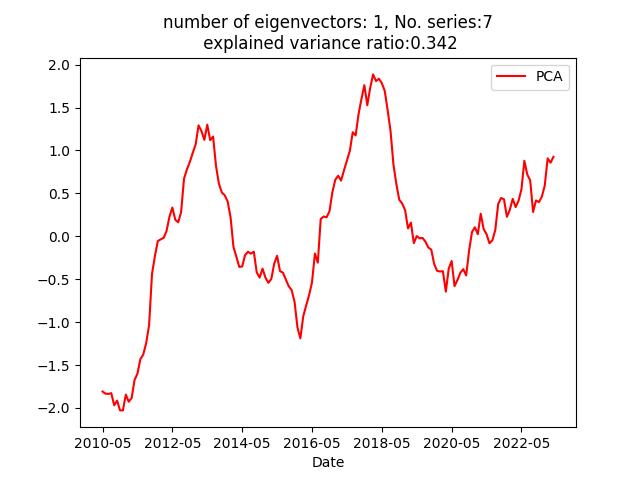 number of eigenvectors: 1, No. series:7
explained variance ratio:0.342
PCA
2.0
1.5
1.0
0.5
0.0
−0.5
−1.0
−1.5
−2.0
2010-05 2012-05 2014-05 2016-05 2018-05 2020-05 2022-05
Date